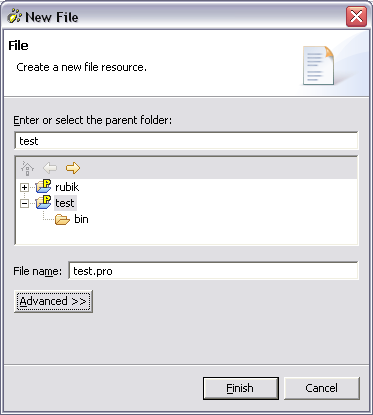 New File
File
Create a new file resource.
Enter or select the parent folder:
test
rubik
test
bin
File name: test.pro
Advanced >>
Finish Cancel